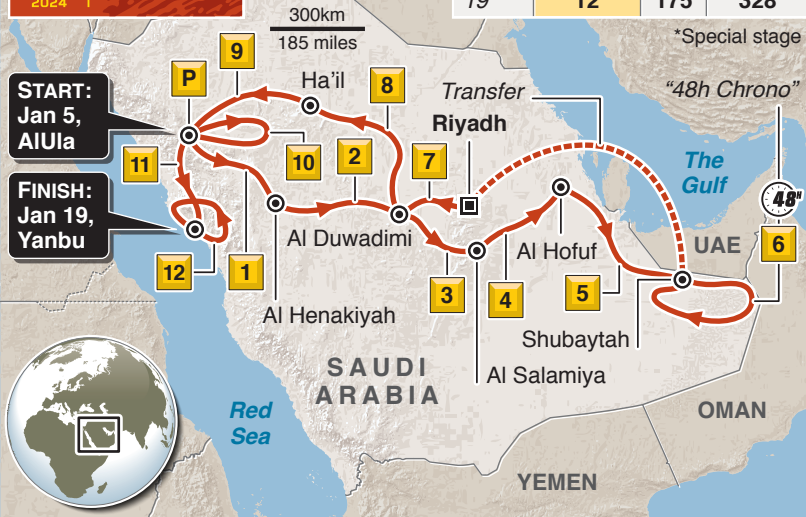 2024
300km
185 miles
19 12 175 328
*Special stage
9
P
Ha'il
8
Transfer
“48h Chrono”
START:
Jan 5,
AlUla
Riyadh
11
10
2
7
The
Gulf
48H
FINISH:
Jan 19,
Yanbu
6
Al Duwadimi
Al Hofuf
UAE
12
1
3
4
5
Al Henakiyah
Shubaytah
SAUDI
ARABIA
Al Salamiya
Red
Sea
OMAN
YEMEN